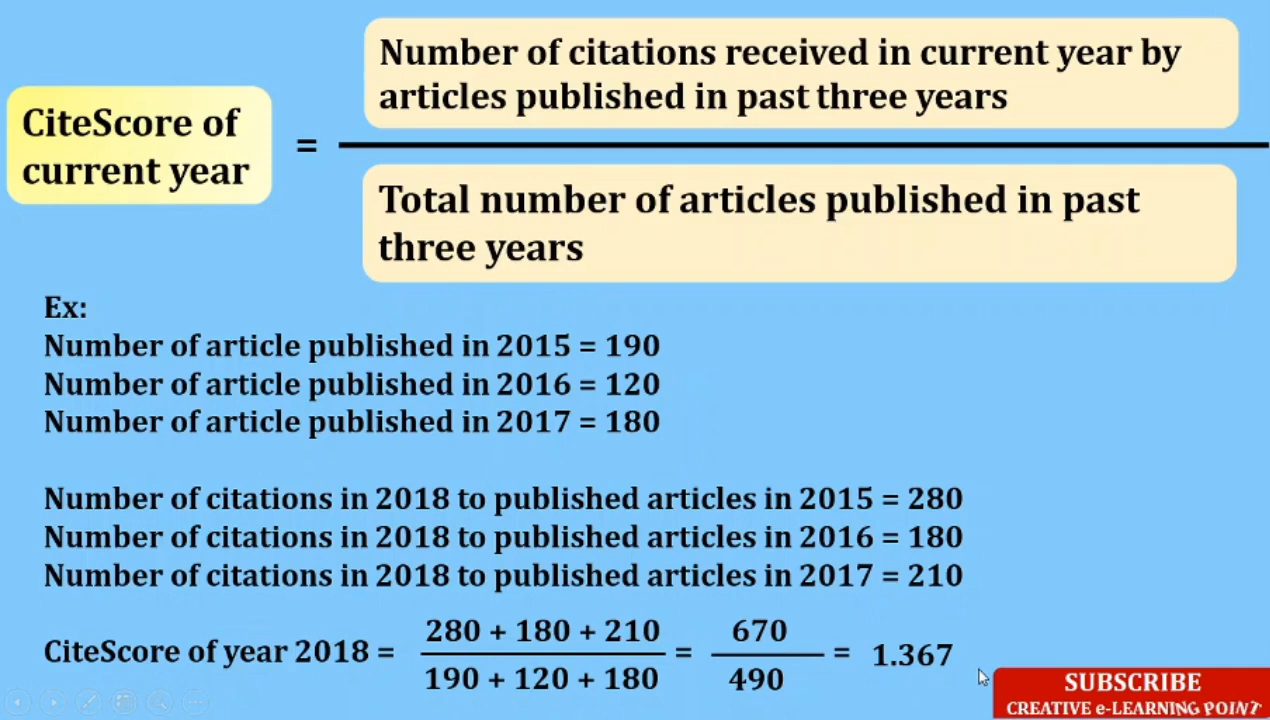 CiteScore of
current year
=
Number of citations received in current year by
articles published in past three years
Total number of articles published in past
three years
Ex:
Number of article published in 2015 = 190
Number of article published in 2016 = 120
Number of article published in 2017 = 180
Number of citations in 2018 to published articles in 2015 = 280
Number of citations in 2018 to published articles in 2016 = 180
Number of citations in 2018 to published articles in 2017 = 210
CiteScore of year 2018 =
280 + 180 + 210
190 + 120 + 180
=
670
490
= 1.367
SUBSCRIBE
CREATIVE e-LEARNING POINT